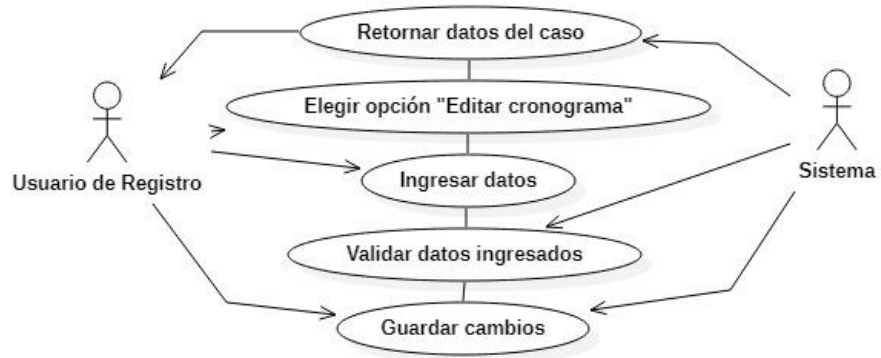 Retornar datos del caso
Elegir opción "Editar cronograma"
Usuario de Registro
Ingresar datos
Sistema
Validar datos ingresados
Guardar cambios